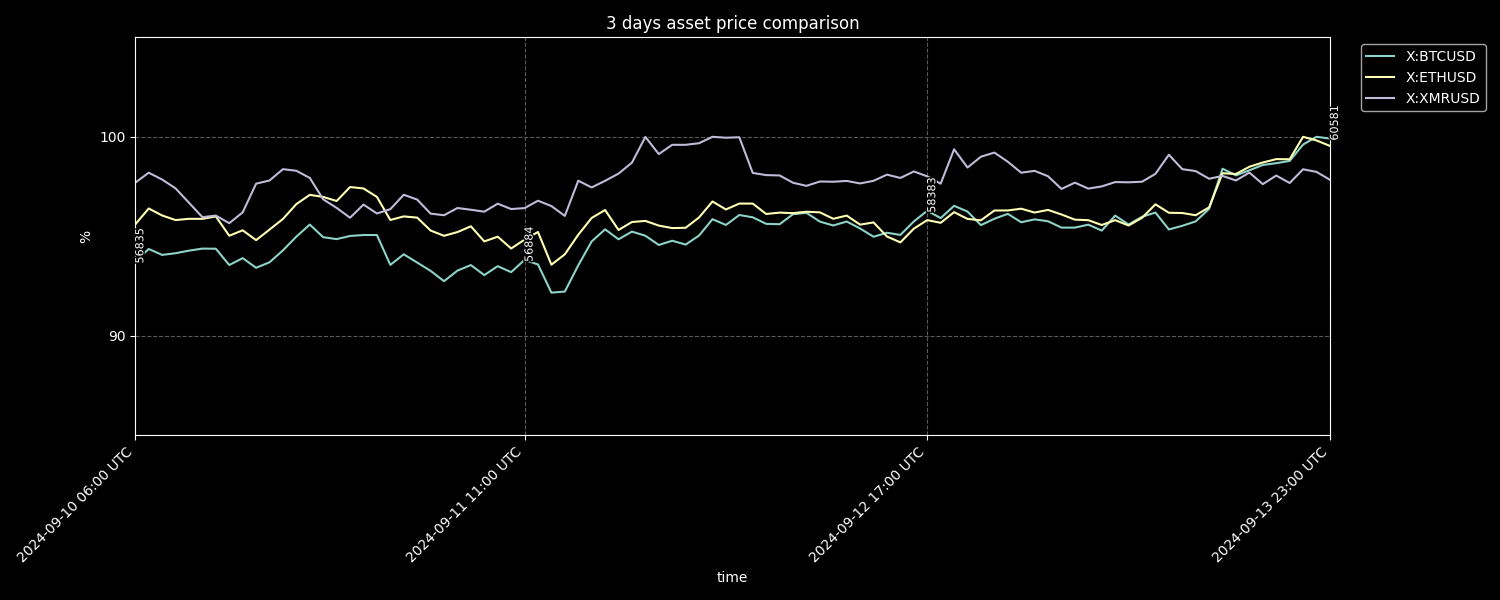 3 days asset price comparison
X:BTCUSD
X:ETHUSD
X:XMRUSD
100
90
%
56835
56884
58383
60581
2024-09-10 06:00 UTC
2024-09-11 11:00 UTC
2024-09-12 17:00 UTC
2024-09-13 23:00 UTC
time